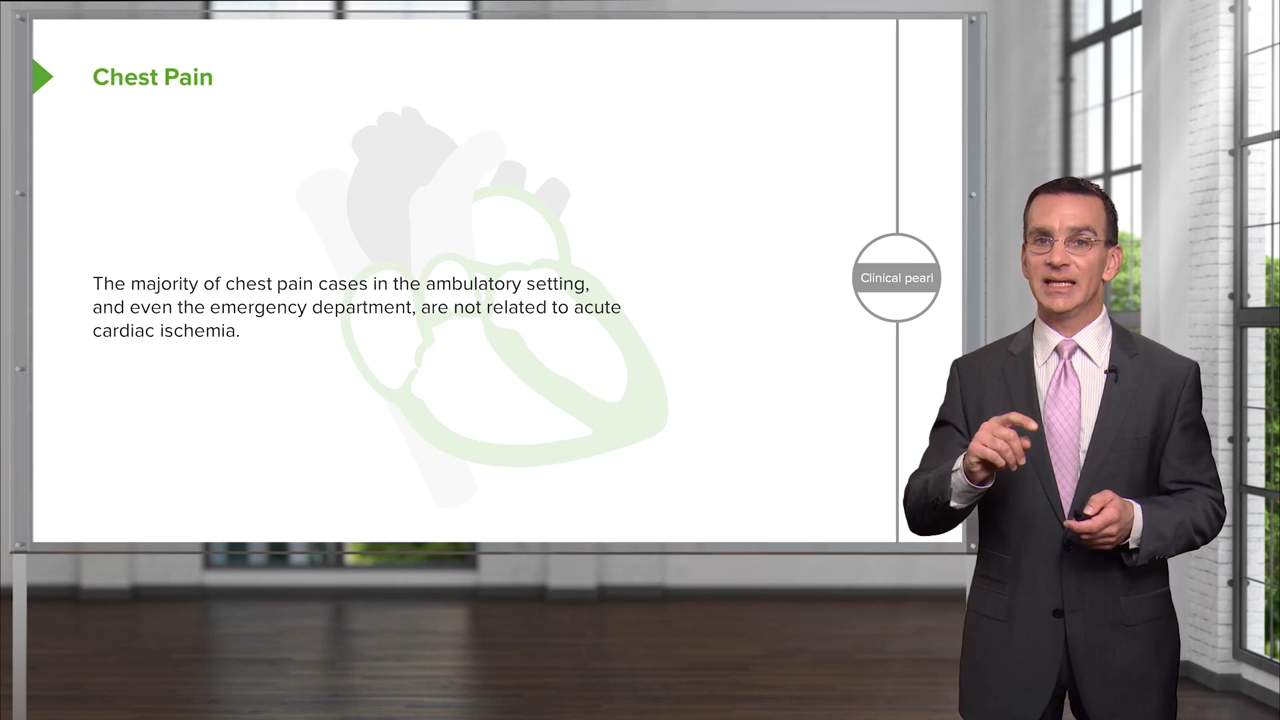 Chest Pain
The majority of chest pain cases in the ambulatory setting,
and even the emergency department, are not related to acute
cardiac ischemia.
Clinical pearl